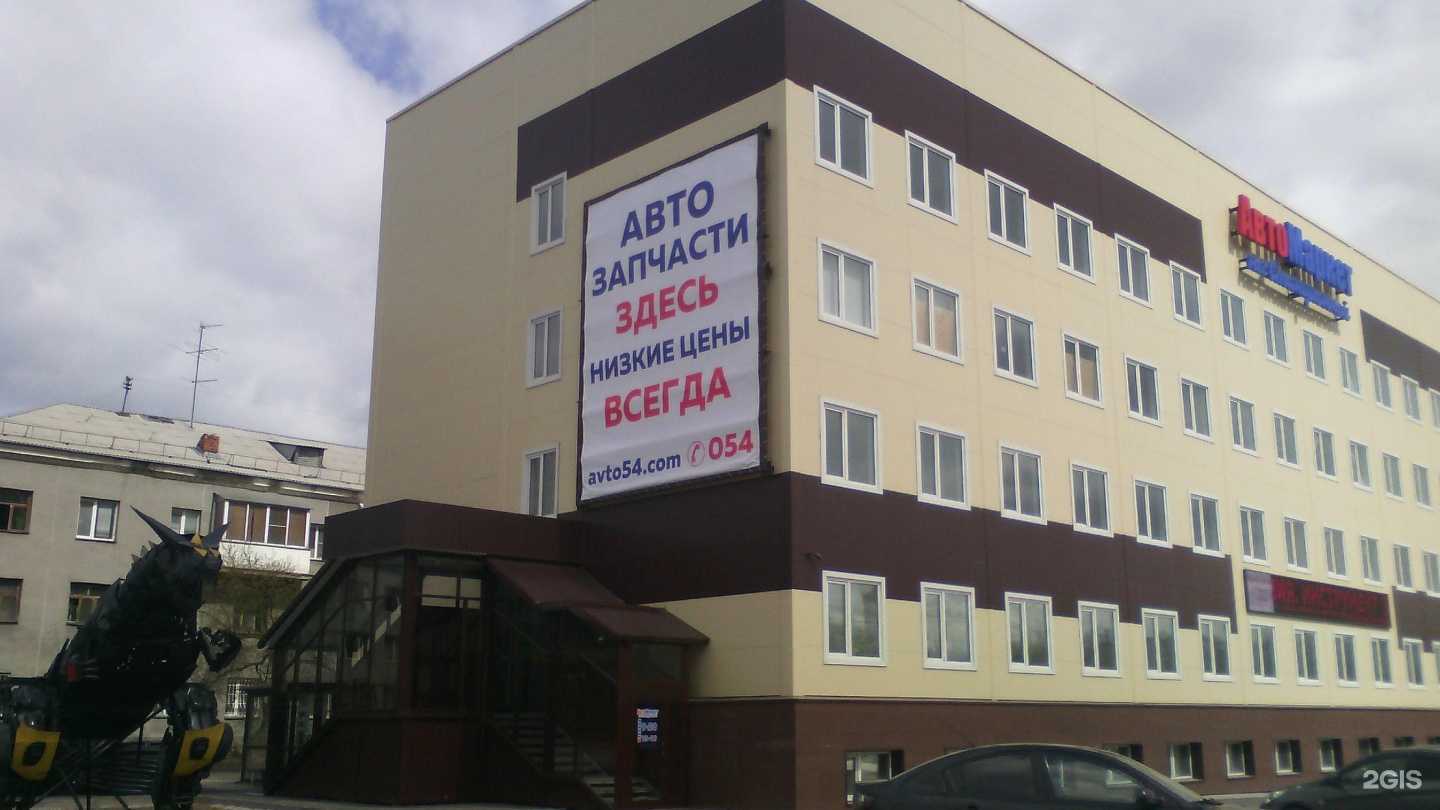 АВТО
ЗАПЧАСТИ
ЗДЕСЬ
НИЗКИЕ ЦЕНЫ
ВСЕГДА
avto54.com 054
АвтоМаркет
2GIS